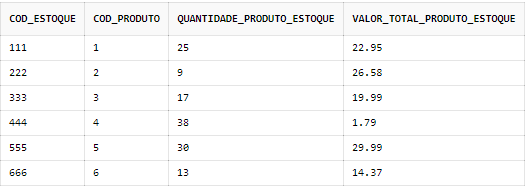 COD_ESTOQUE COD_PRODUTO QUANTIDADE_PRODUTO_ESTOQUE VALOR_TOTAL_PRODUTO_ESTOQUE
111 1 25 22.95
222 2 9 26.58
333 3 17 19.99
444 4 38 1.79
555 5 30 29.99
666 6 13 14.37